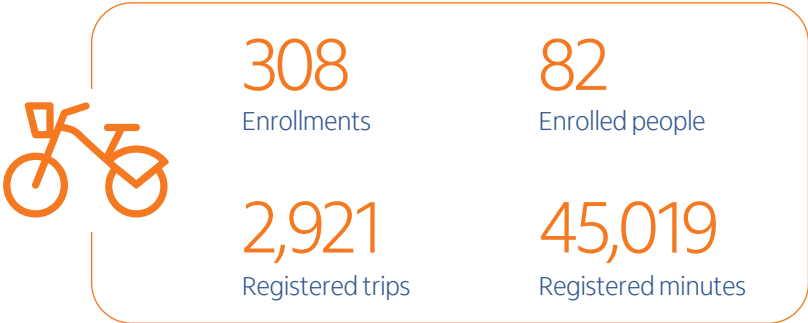 308
Enrollments
82
Enrolled people
2,921
Registered trips
45,019
Registered minutes